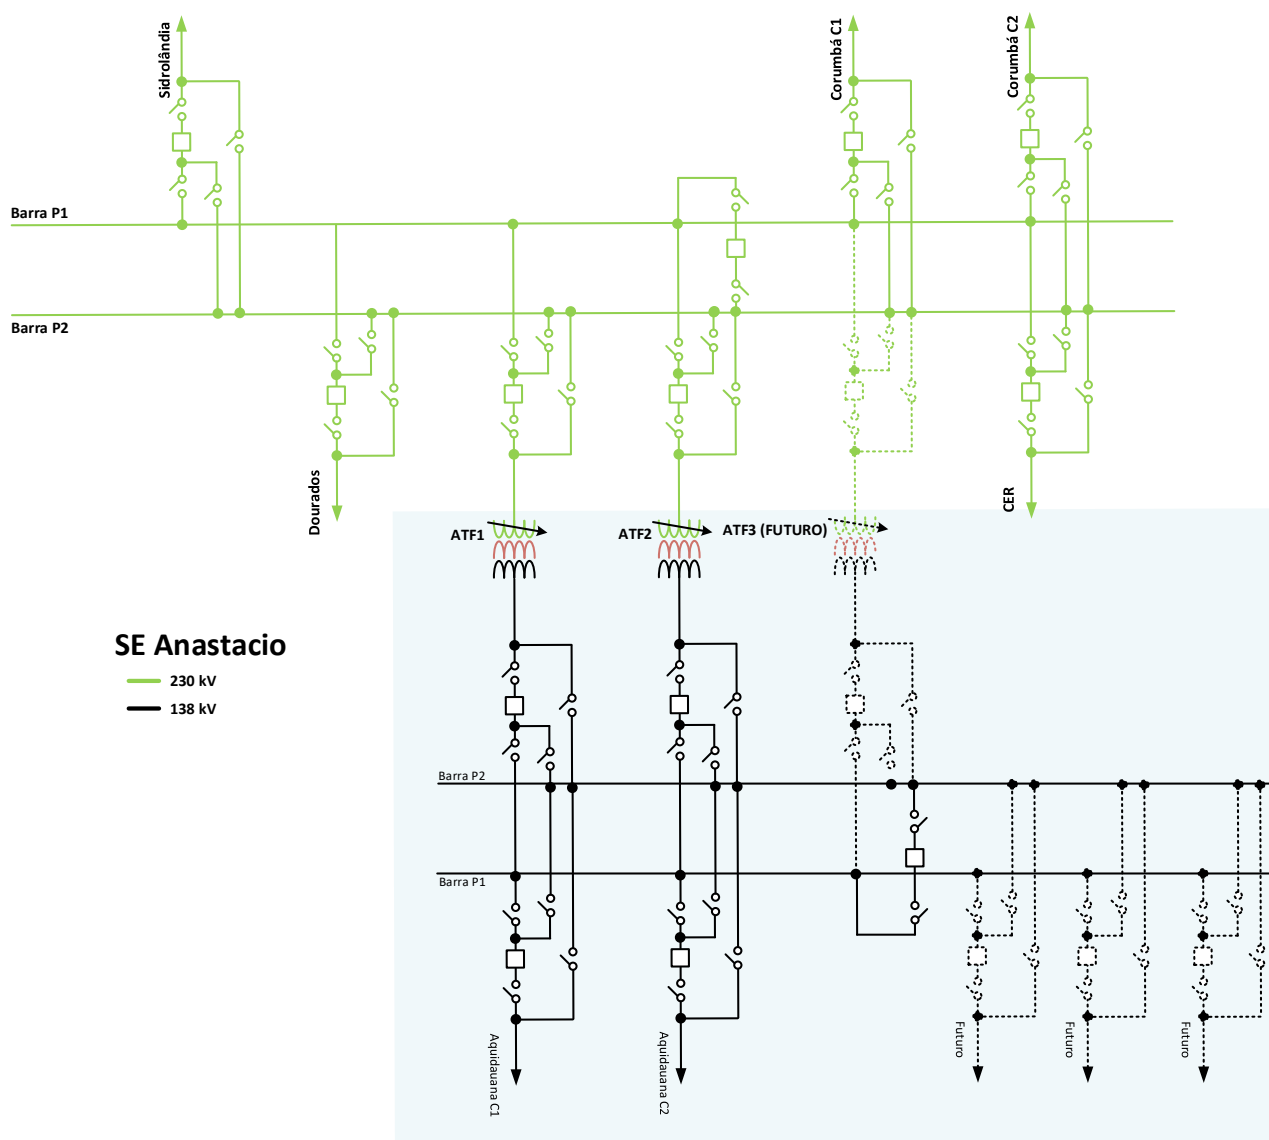 Sidrolândia
Corumbá C1
Corumbá C2
Barra P1
Barra P2
Dourados
CER
ATF1
ATF2
ATF3 (FUTURO)
SE Anastacio
230 kV
138 kV
Barra P2
Barra P1
Aquidauana C1
Aquidauana C2
Futuro
Futuro
Futuro